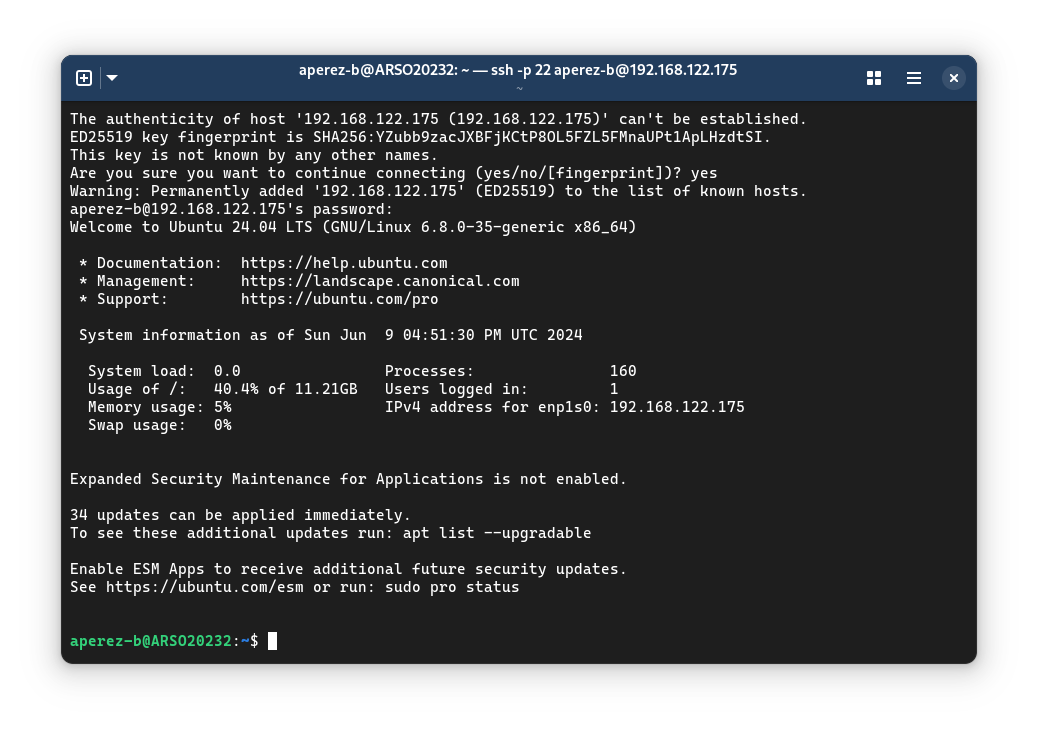 aperez-b@ARSO20232: ~ — ssh -p 22 aperez-b@192.168.122.175
~
The authenticity of host '192.168.122.175 (192.168.122.175)' can't be established.
ED25519 key fingerprint is SHA256:YZubb9zacJXBFjKCtP8OL5FZL5FMnaUPt1ApLHzdtSI.
This key is not known by any other names.
Are you sure you want to continue connecting (yes/no/[fingerprint])? yes
Warning: Permanently added '192.168.122.175' (ED25519) to the list of known hosts.
aperez-b@192.168.122.175's password:
Welcome to Ubuntu 24.04 LTS (GNU/Linux 6.8.0-35-generic x86_64)

 * Documentation:  https://help.ubuntu.com
 * Management:     https://landscape.canonical.com
 * Support:        https://ubuntu.com/pro

 System information as of Sun Jun  9 04:51:30 PM UTC 2024

  System load:  0.0                Processes:               160
  Usage of /:   40.4% of 11.21GB   Users logged in:         1
  Memory usage: 5%                 IPv4 address for enp1s0: 192.168.122.175
  Swap usage:   0%

Expanded Security Maintenance for Applications is not enabled.

34 updates can be applied immediately.
To see these additional updates run: apt list --upgradable

Enable ESM Apps to receive additional future security updates.
See https://ubuntu.com/esm or run: sudo pro status

aperez-b@ARSO20232:~$